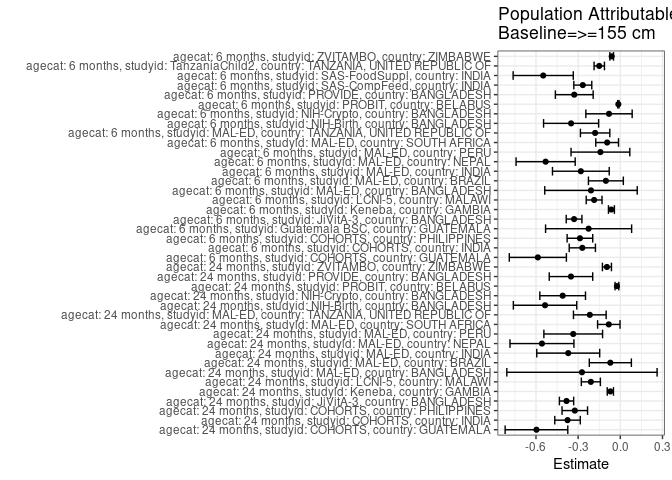 Population Attributable
Baseline=>=155 cm
agecat: 6 months, studyid: ZVITAMBO, country: ZIMBABWE
agecat: 6 months, studyid: TanzaniaChild2, country: TANZANIA, UNITED REPUBLIC OF
agecat: 6 months, studyid: SAS-FoodSuppl, country: INDIA
agecat: 6 months, studyid: SAS-CompFeed, country: INDIA
agecat: 6 months, studyid: PROVIDE, country: BANGLADESH
agecat: 6 months, studyid: PROBIT, country: BELARUS
agecat: 6 months, studyid: NIH-Crypto, country: BANGLADESH
agecat: 6 months, studyid: NIH-Birth, country: BANGLADESH
agecat: 6 months, studyid: MAL-ED, country: TANZANIA, UNITED REPUBLIC OF
agecat: 6 months, studyid: MAL-ED, country: SOUTH AFRICA
agecat: 6 months, studyid: MAL-ED, country: PERU
agecat: 6 months, studyid: MAL-ED, country: NEPAL
agecat: 6 months, studyid: MAL-ED, country: INDIA
agecat: 6 months, studyid: MAL-ED, country: BRAZIL
agecat: 6 months, studyid: MAL-ED, country: BANGLADESH
agecat: 6 months, studyid: LCNI-5, country: MALAWI
agecat: 6 months, studyid: Keneba, country: GAMBIA
agecat: 6 months, studyid: JiVitA-3, country: BANGLADESH
agecat: 6 months, studyid: Guatemala BSC, country: GUATEMALA
agecat: 6 months, studyid: COHORTS, country: PHILIPPINES
agecat: 6 months, studyid: COHORTS, country: INDIA
agecat: 6 months, studyid: COHORTS, country: GUATEMALA
agecat: 24 months, studyid: ZVITAMBO, country: ZIMBABWE
agecat: 24 months, studyid: PROVIDE, country: BANGLADESH
agecat: 24 months, studyid: PROBIT, country: BELARUS
agecat: 24 months, studyid: NIH-Crypto, country: BANGLADESH
agecat: 24 months, studyid: NIH-Birth, country: BANGLADESH
agecat: 24 months, studyid: MAL-ED, country: TANZANIA, UNITED REPUBLIC OF
agecat: 24 months, studyid: MAL-ED, country: SOUTH AFRICA
agecat: 24 months, studyid: MAL-ED, country: PERU
agecat: 24 months, studyid: MAL-ED, country: NEPAL
agecat: 24 months, studyid: MAL-ED, country: INDIA
agecat: 24 months, studyid: MAL-ED, country: BRAZIL
agecat: 24 months, studyid: MAL-ED, country: BANGLADESH
agecat: 24 months, studyid: LCNI-5, country: MALAWI
agecat: 24 months, studyid: Keneba, country: GAMBIA
agecat: 24 months, studyid: JiVitA-3, country: BANGLADESH
agecat: 24 months, studyid: COHORTS, country: PHILIPPINES
agecat: 24 months, studyid: COHORTS, country: INDIA
agecat: 24 months, studyid: COHORTS, country: GUATEMALA
-0.6 -0.3 0.0 0.3
Estimate